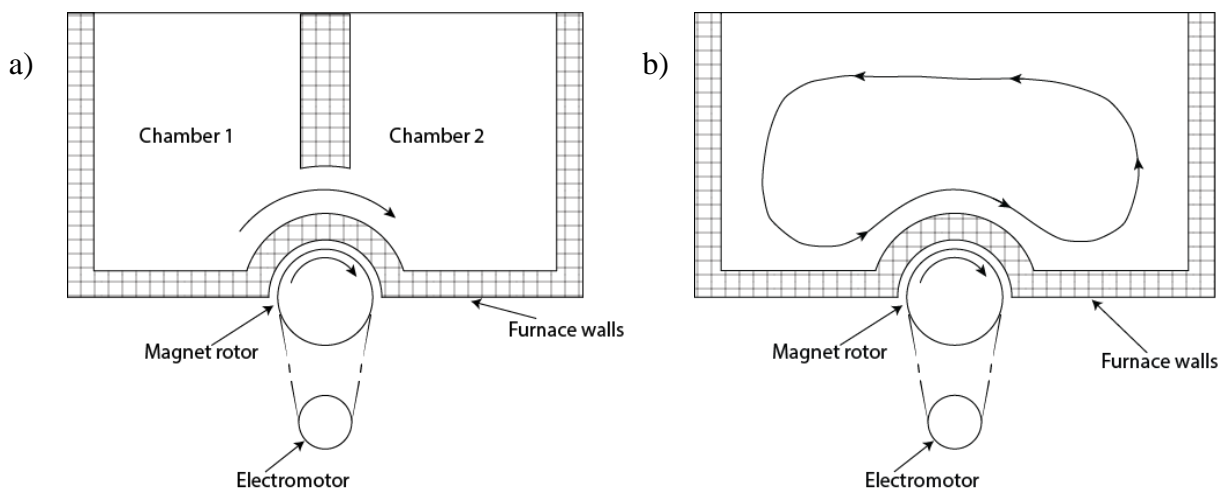 a)
Chamber 1
Chamber 2
Magnet rotor
Furnace walls
Electromotor
b)
Magnet rotor
Furnace walls
Electromotor